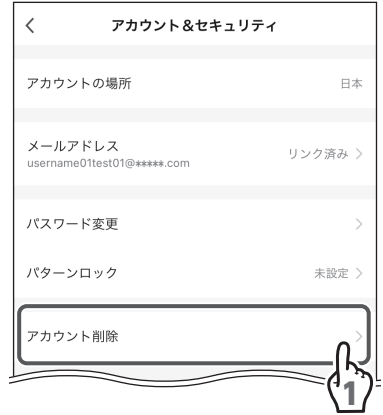 アカウント＆セキュリティ
アカウントの場所 日本
メールアドレス
username01test01@*****.com リンク済み
パスワード変更
パターンロック 未設定
アカウント削除
1